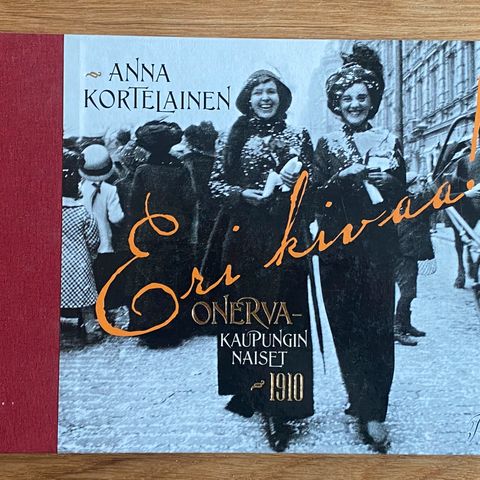 ANNA
KORTELAINEN
Eri kivaa!
ONERVA-
KAUPUNGIN
NAISET
1910